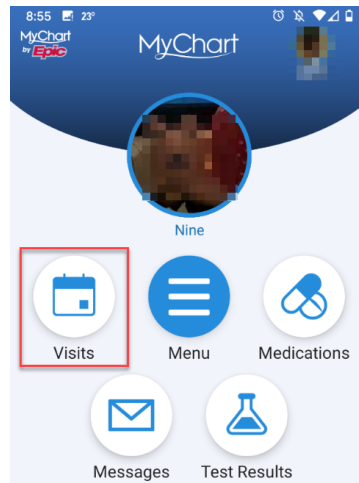 8:55 23°
MyChart
by Epic
MyChart
Nine
Visits Menu Medications
Messages Test Results